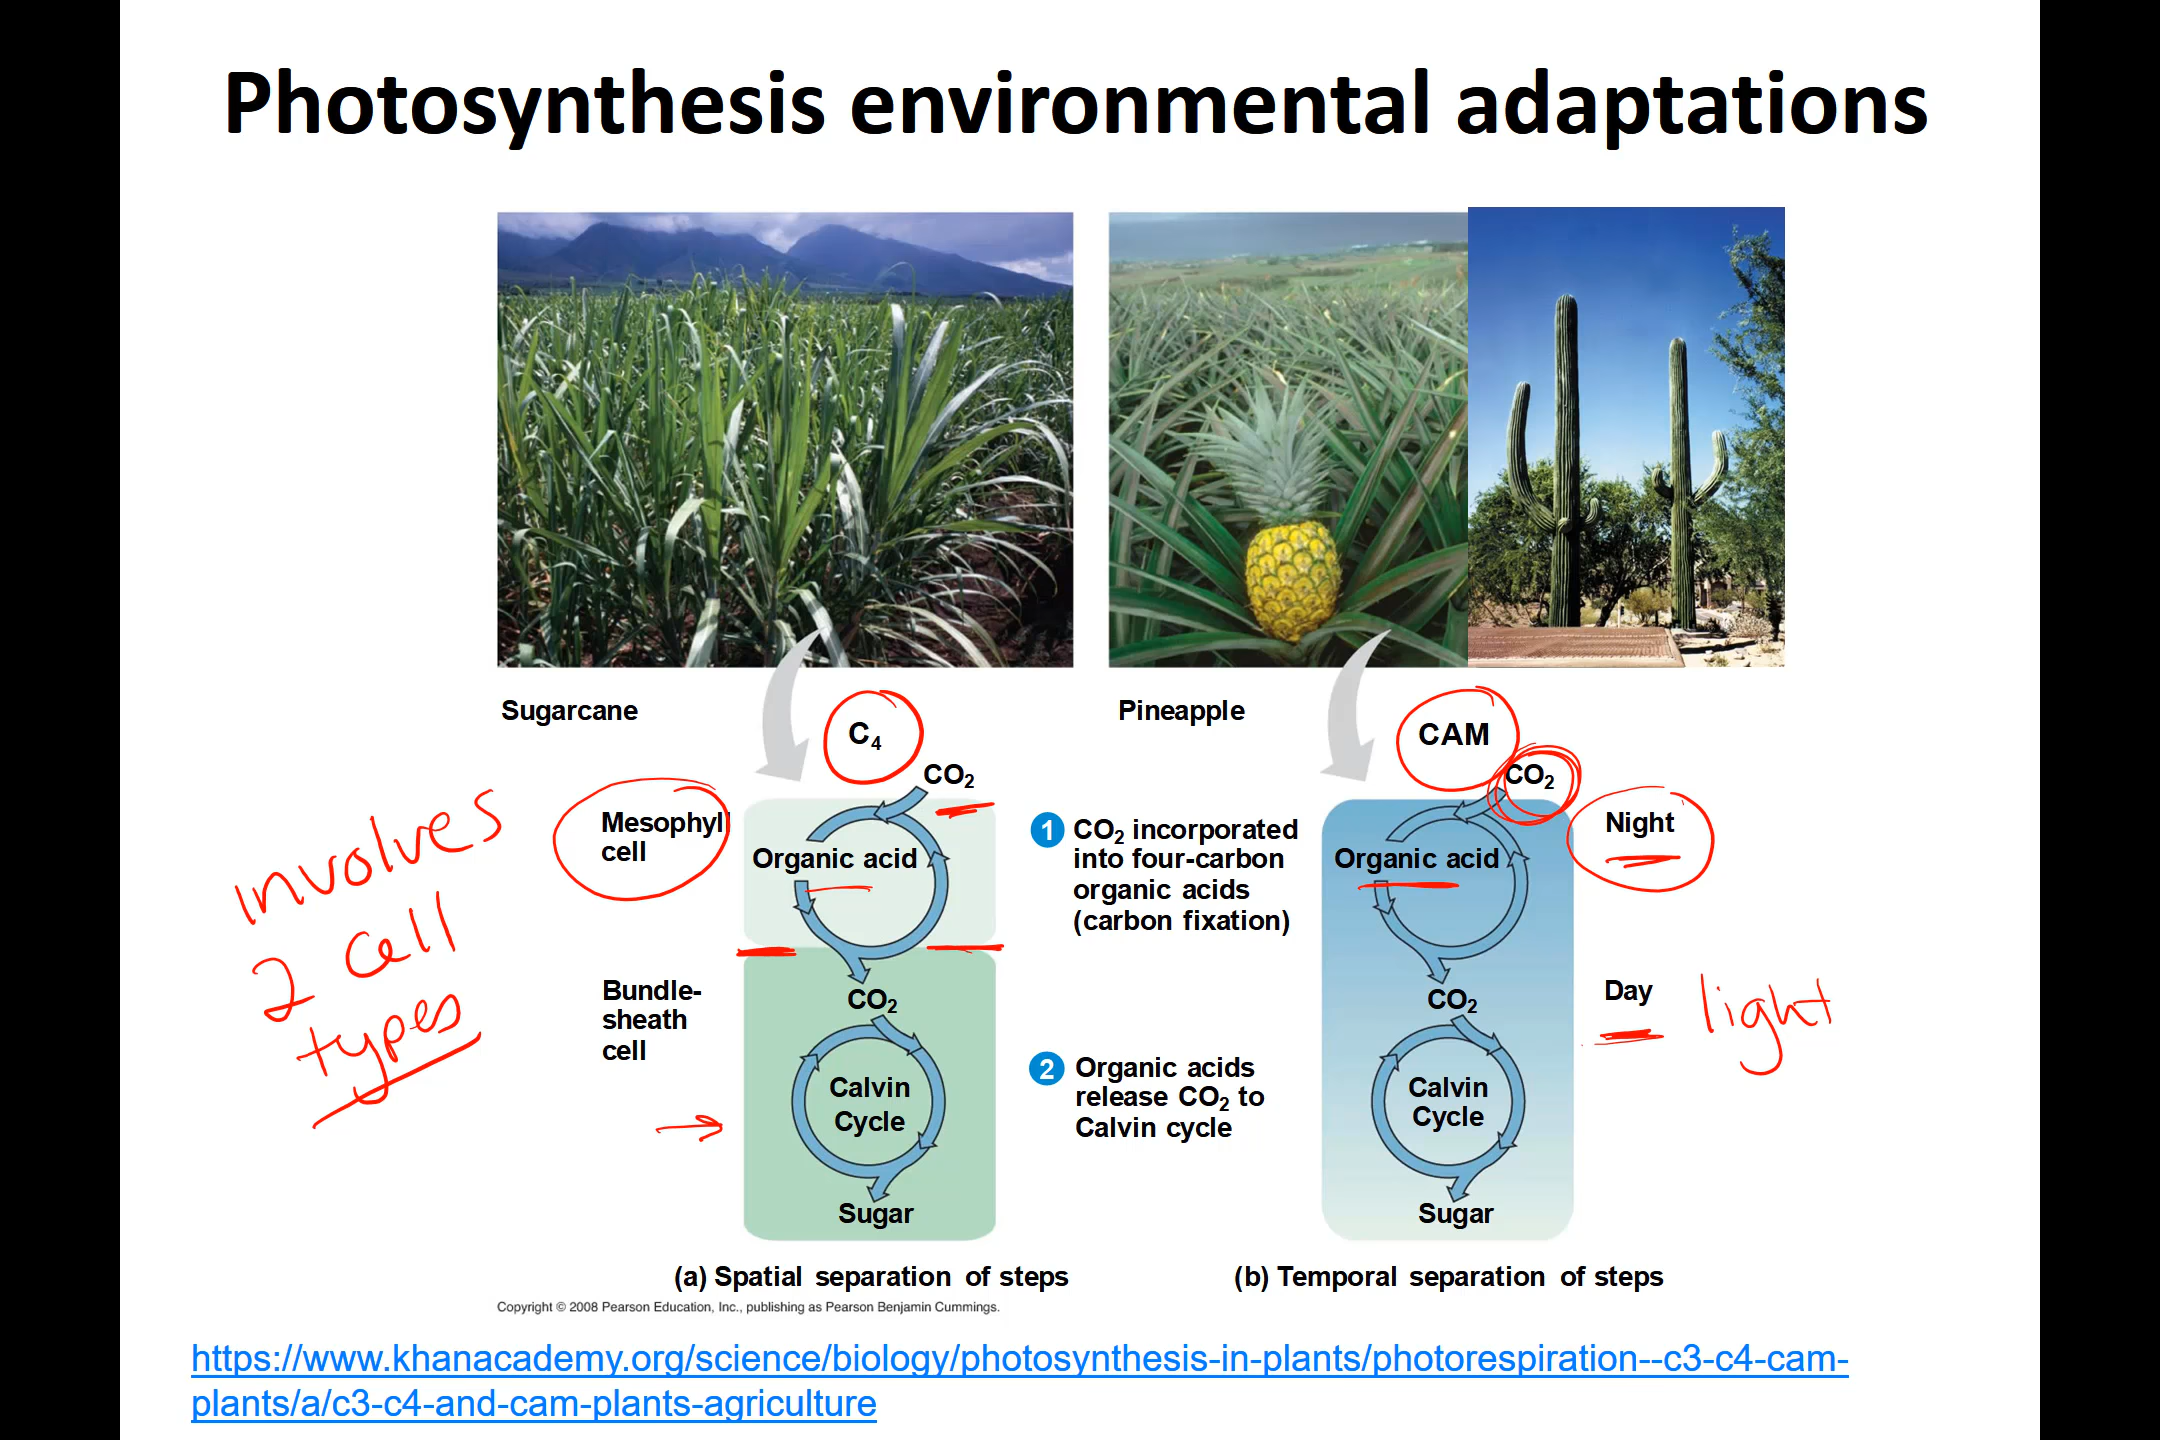 Photosynthesis environmental adaptations
Sugarcane
Pineapple
C₄
CAM
CO₂
CO₂
involves
2 cell
types
Mesophyll
cell
Organic acid
1 CO₂ incorporated
into four-carbon
organic acids
(carbon fixation)
Organic acid
Night
Bundle-
sheath
cell
CO₂
Calvin
Cycle
Sugar
2 Organic acids
release CO₂ to
Calvin cycle
CO₂
Calvin
Cycle
Sugar
Day
light
(a) Spatial separation of steps
(b) Temporal separation of steps
Copyright © 2008 Pearson Education, Inc., publishing as Pearson Benjamin Cummings.
https://www.khanacademy.org/science/biology/photosynthesis-in-plants/photorespiration--c3-c4-cam-
plants/a/c3-c4-and-cam-plants-agriculture